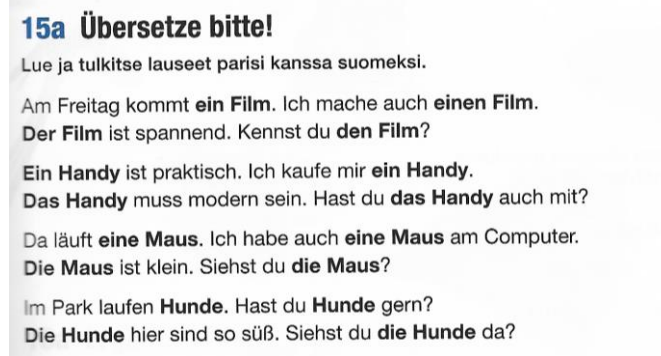 15a Übersetze bitte!
Lue ja tulkitse lauseet parisi kanssa suomeksi.
Am Freitag kommt ein Film. Ich mache auch einen Film.
Der Film ist spannend. Kennst du den Film?
Ein Handy ist praktisch. Ich kaufe mir ein Handy.
Das Handy muss modern sein. Hast du das Handy auch mit?
Da läuft eine Maus. Ich habe auch eine Maus am Computer.
Die Maus ist klein. Siehst du die Maus?
Im Park laufen Hunde. Hast du Hunde gern?
Die Hunde hier sind so süß. Siehst du die Hunde da?